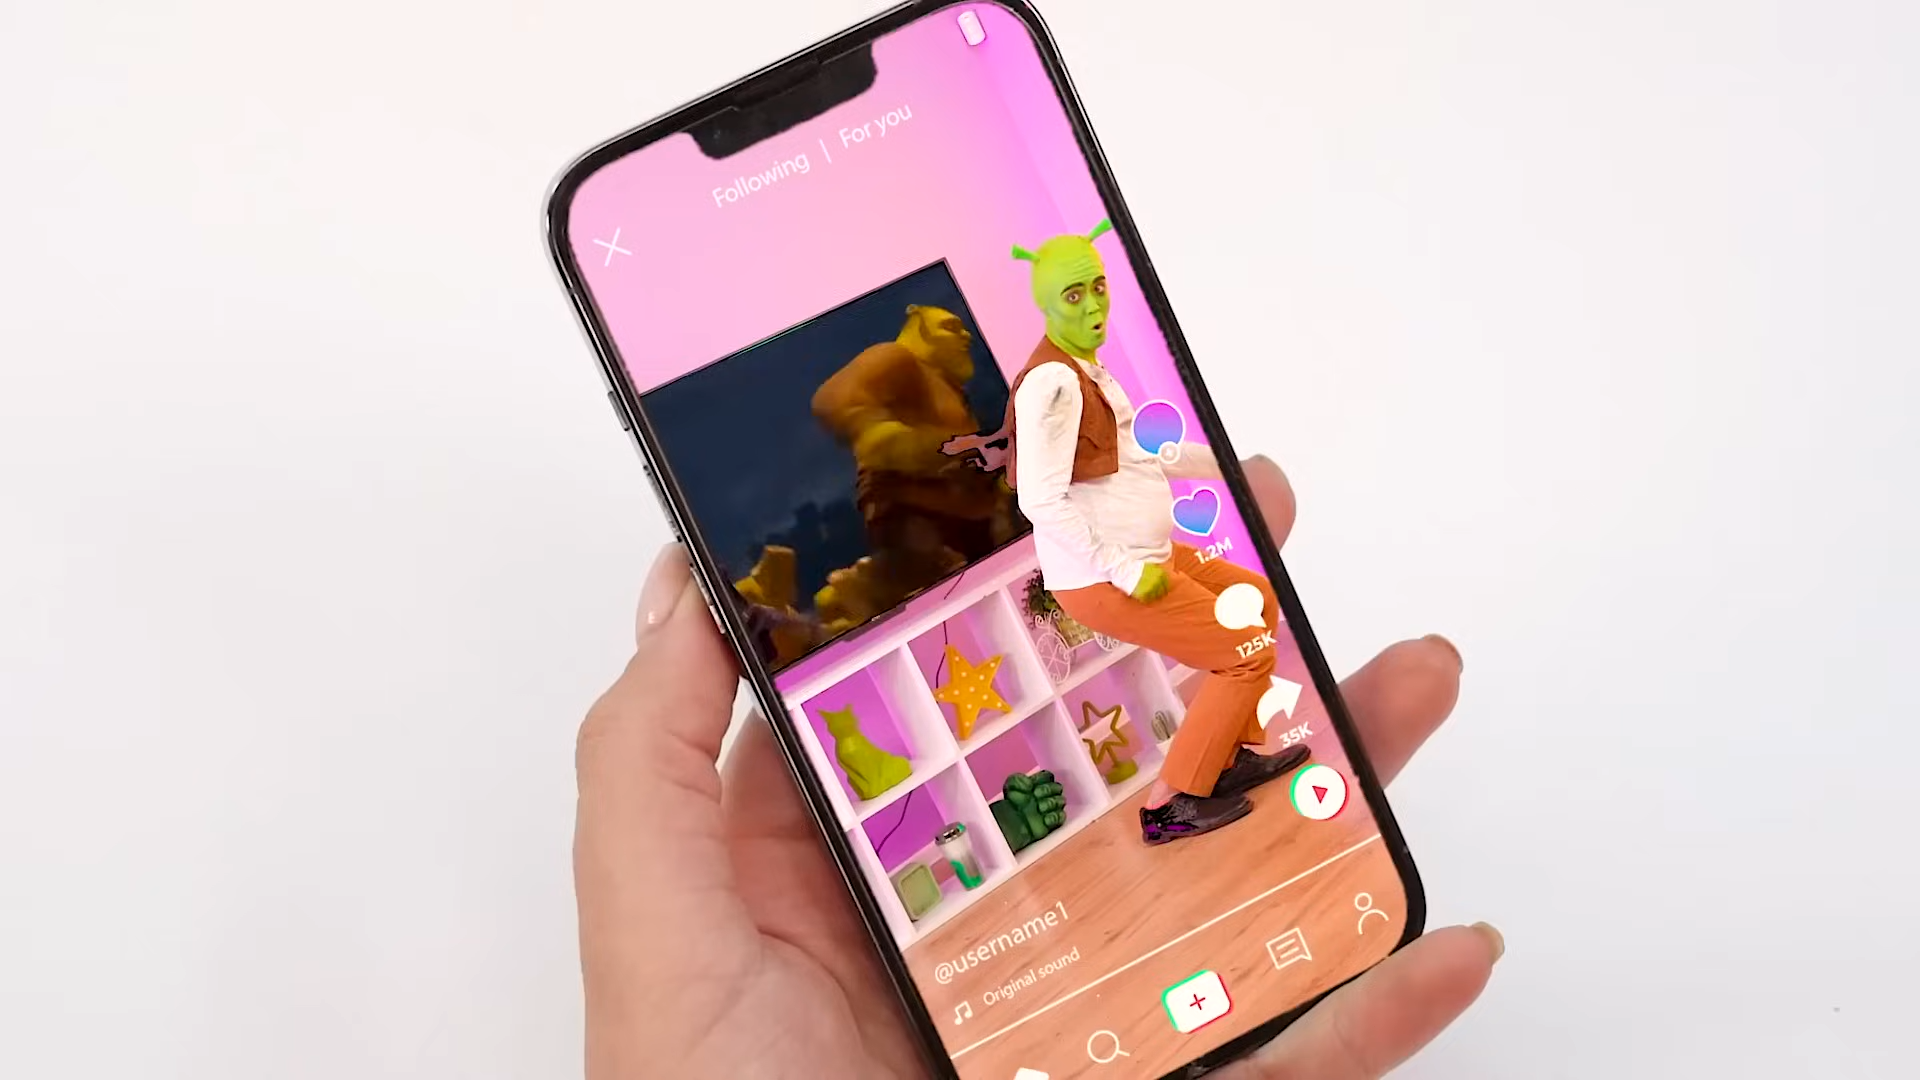 Following | For you
1.2M
125K
35K
@username1
Original sound